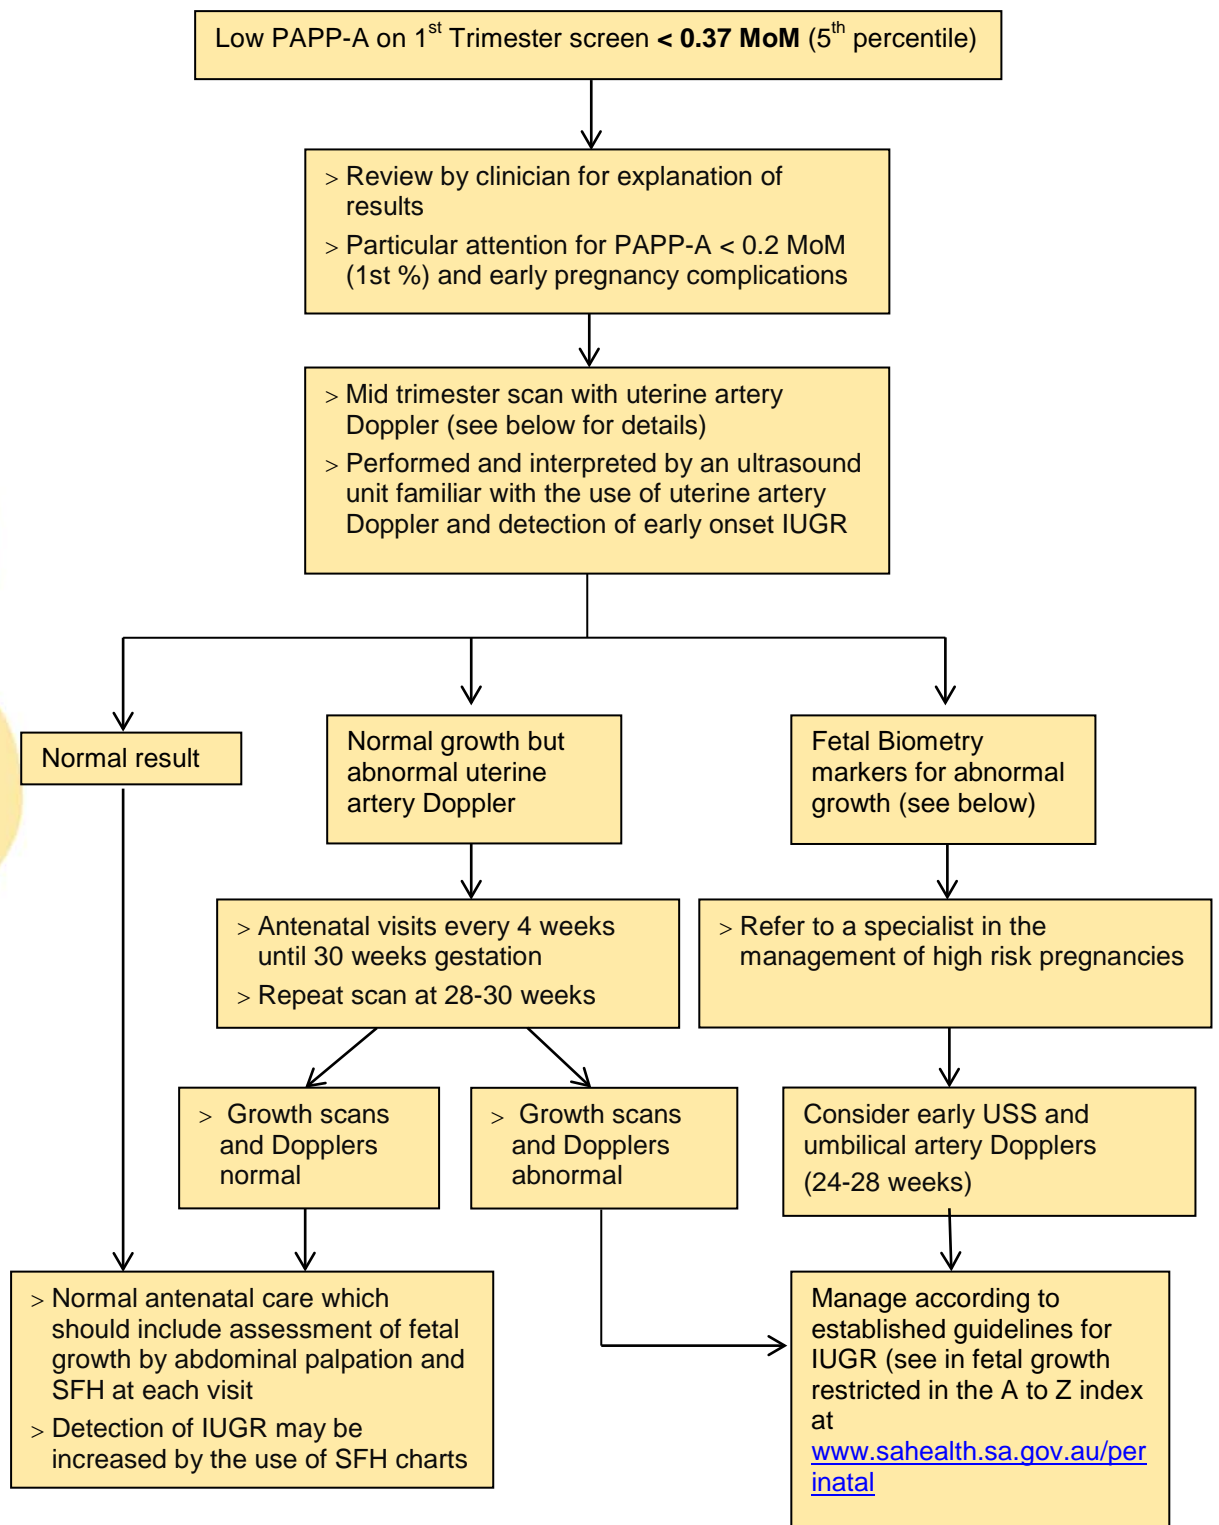 Low PAPP-A on 1st Trimester screen < 0.37 MoM (5th percentile)
> Review by clinician for explanation of
results
> Particular attention for PAPP-A < 0.2 MoM
(1st %) and early pregnancy complications
> Mid trimester scan with uterine artery
Doppler (see below for details)
> Performed and interpreted by an ultrasound
unit familiar with the use of uterine artery
Doppler and detection of early onset IUGR
Normal result
Normal growth but
abnormal uterine
artery Doppler
Fetal Biometry
markers for abnormal
growth (see below)
> Antenatal visits every 4 weeks
until 30 weeks gestation
> Repeat scan at 28-30 weeks
> Refer to a specialist in the
management of high risk pregnancies
> Growth scans
and Dopplers
normal
> Growth scans
and Dopplers
abnormal
Consider early USS and
umbilical artery Dopplers
(24-28 weeks)
> Normal antenatal care which
should include assessment of fetal
growth by abdominal palpation and
SFH at each visit
> Detection of IUGR may be
increased by the use of SFH charts
Manage according to
established guidelines for
IUGR (see in fetal growth
restricted in the A to Z index
at
www.sahealth.sa.gov.au/per
inatal